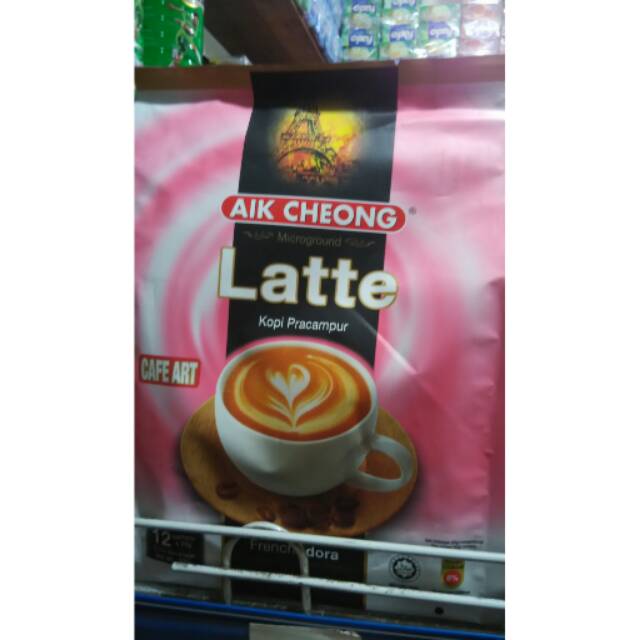 AIK CHEONG®
Microground
Latte
Kopi Pracampur
CAFE ART
12